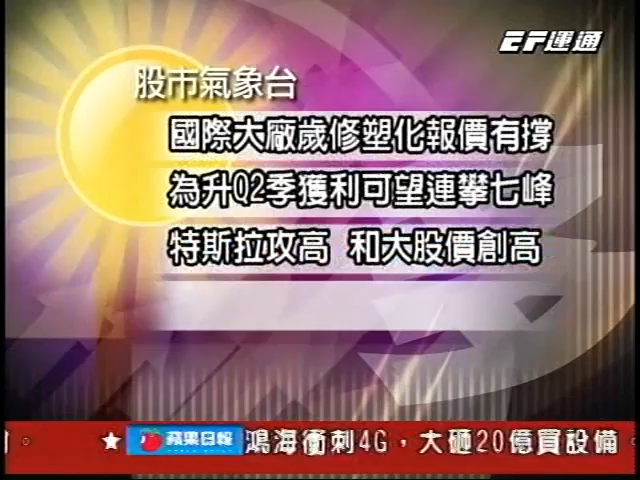 EF運通
股市氣象台
國際大廠歲修塑化報價有撐
為升Q2季獲利可望連攀七峰
特斯拉攻高 和大股價創高
。 ★ 蘋果日報 鴻海衝刺4G，大砸20億買設備。